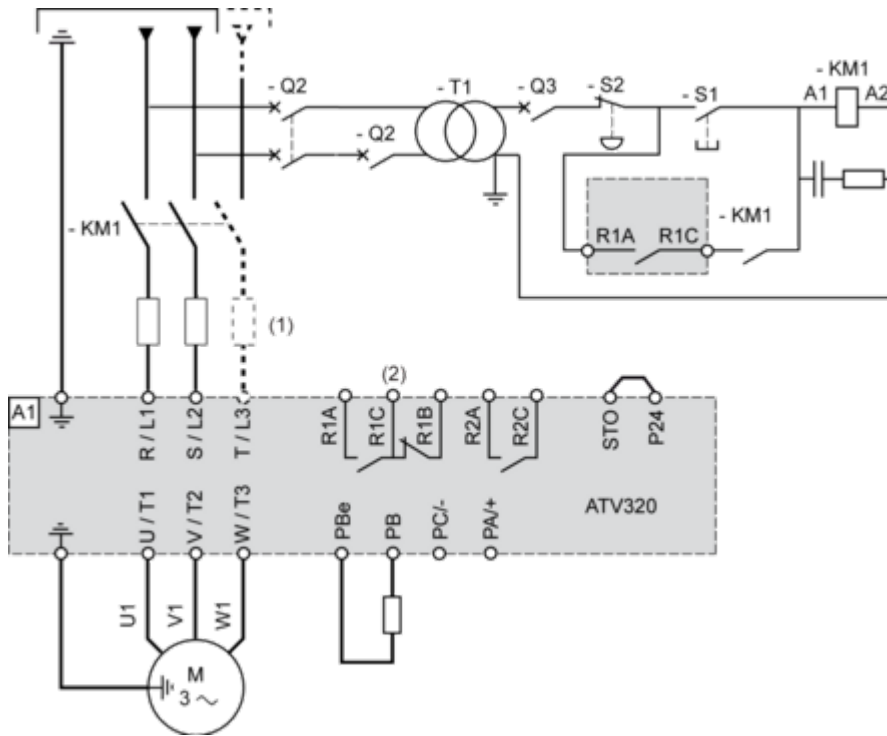 - Q2
- T1
- Q3
- S2
- S1
- KM1
A1
A2
- Q2
- KM1
- KM1
R1A
R1C
(1)
(2)
A1
R / L1
S / L2
T / L3
R1A
R1C
R1B
R2A
R2C
STO
P24
ATV320
U / T1
V / T2
W / T3
PBe
PB
PC/-
PA/+
U1
V1
W1
M
3 ~